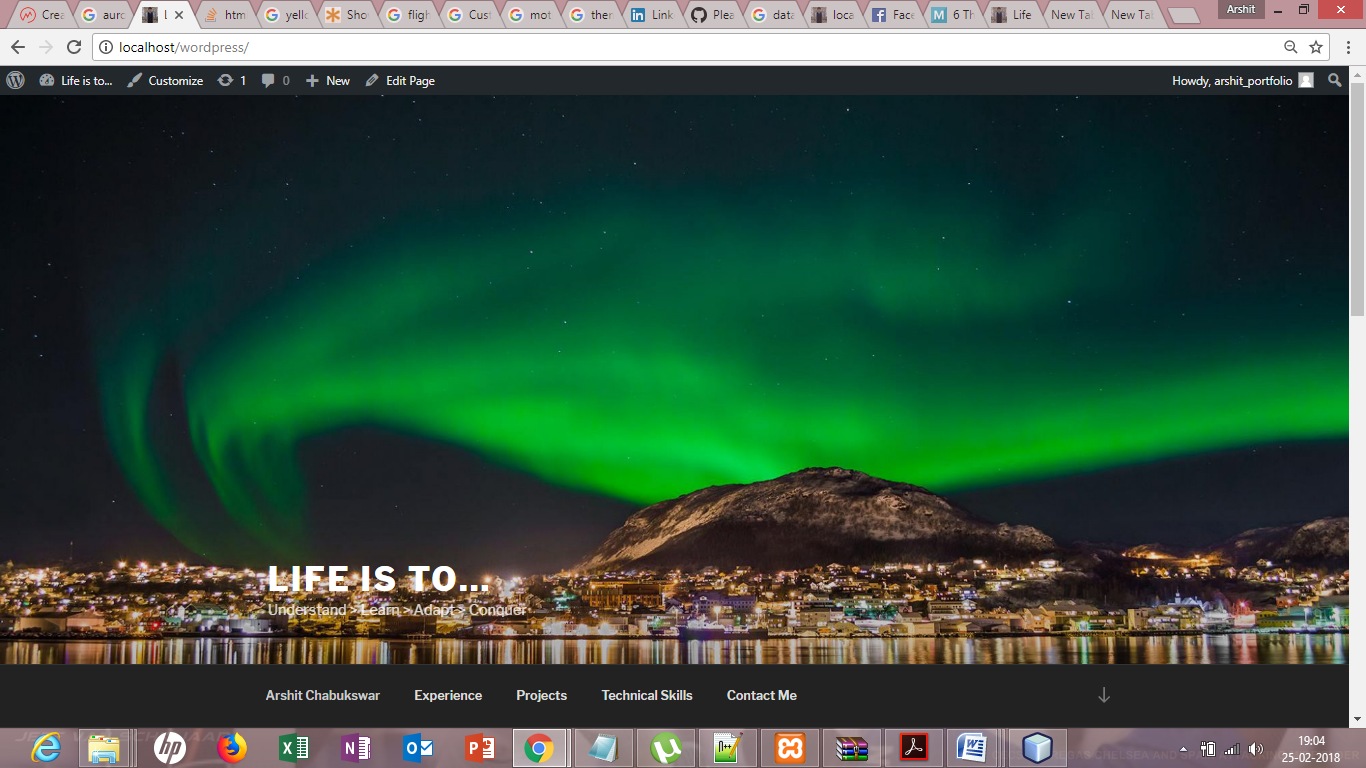 Crea
auro
L
htm
yello
Sho
fligh
Cust
mot
ther
Link
Plea
data
loca
Face
6 Th
Life
New Tab
New Tab
Arshit
localhost/wordpress/
Life is to... Customize 1 0 New Edit Page Howdy, arshit_portfolio
LIFE IS TO...
Understand > Learn > Adapt > Conquer
Arshit Chabukswar Experience Projects Technical Skills Contact Me
19:04
25-02-2018